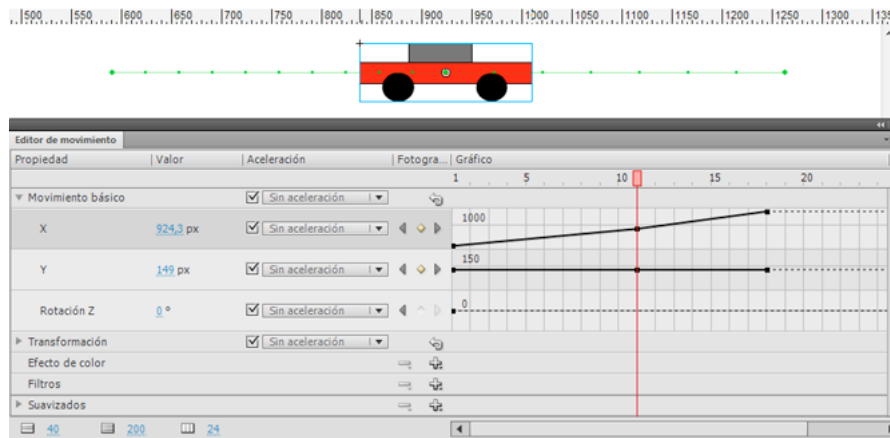 500 550 600 650 700 750 800 850 900 950 1000 1050 1100 1150 1200 1250 1300 135
Editor de movimiento
Propiedad Valor Aceleración Fotogra... Gráfico
1 5 10 15 20
Movimiento básico Sin aceleración
X 924,3 px Sin aceleración 1000
Y 149 px Sin aceleración 150
Rotación Z 0 ° Sin aceleración 0
Transformación Sin aceleración
Efecto de color
Filtros
Suavizados
40 200 24